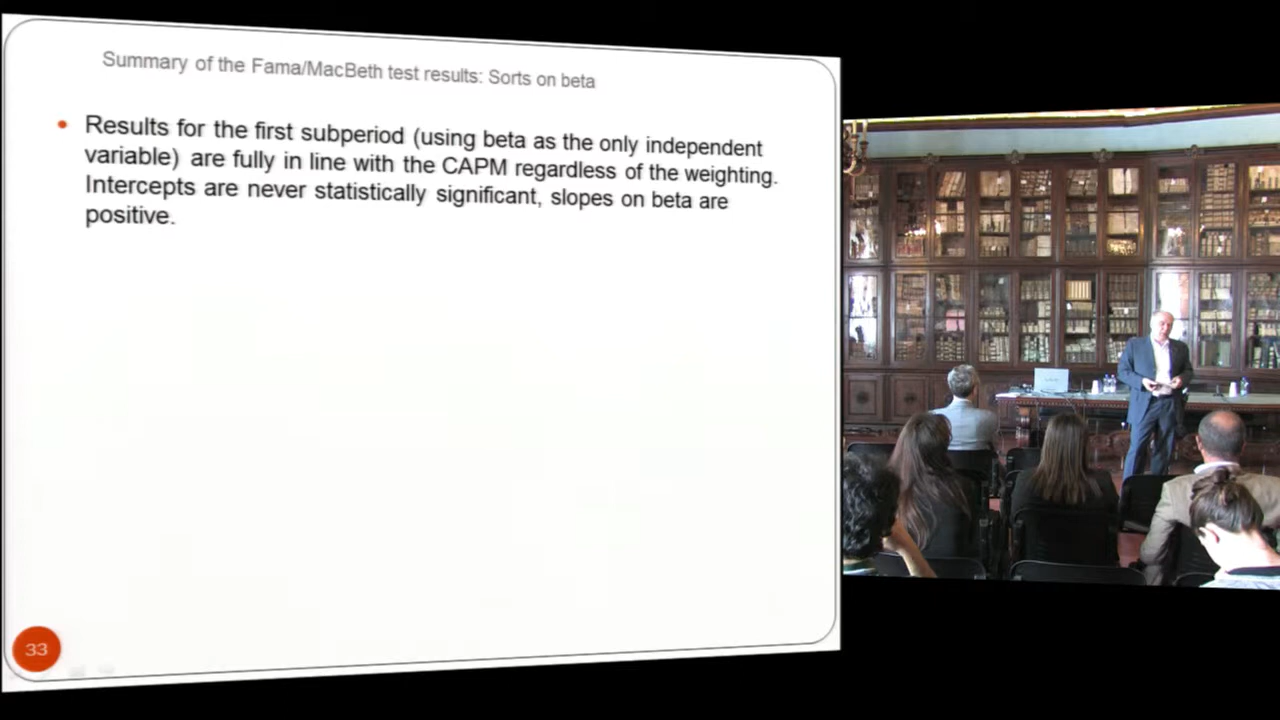 Summary of the Fama/MacBeth test results: Sorts on beta
• Results for the first subperiod (using beta as the only independent
variable) are fully in line with the CAPM regardless of the weighting.
Intercepts are never statistically significant, slopes on beta are
positive.
33